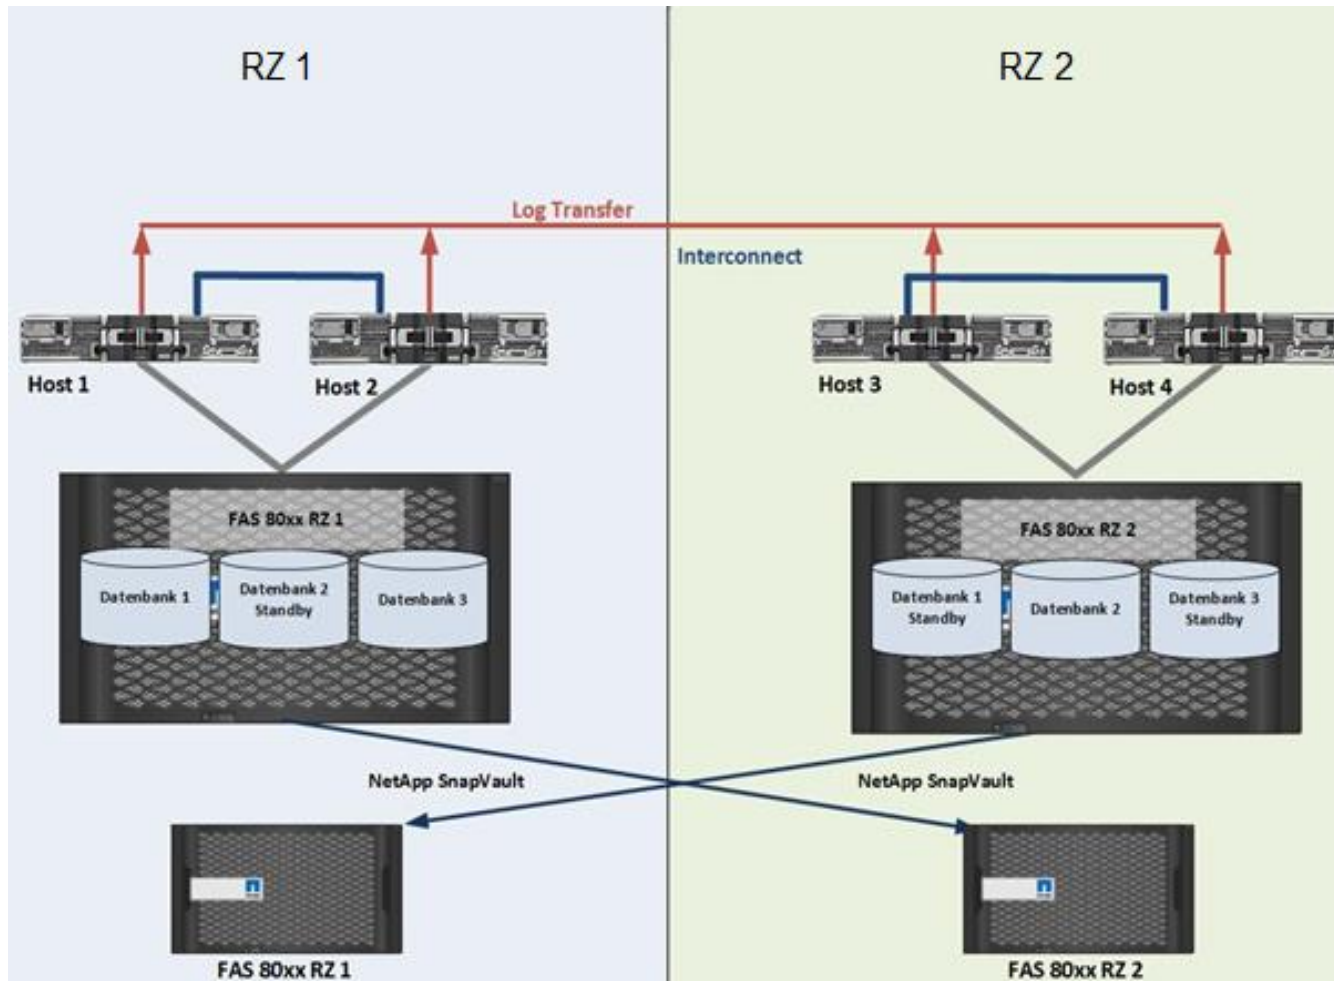 RZ 1
RZ 2
Log Transfer
Interconnect
Host 1
Host 2
Host 3
Host 4
FAS 80xx RZ 1
Datenbank 1
Datenbank 2
Standby
Datenbank 3
FAS 80xx RZ 2
Datenbank 1
Standby
Datenbank 2
Datenbank 3
Standby
NetApp SnapVault
NetApp SnapVault
FAS 80xx RZ 1
FAS 80xx RZ 2